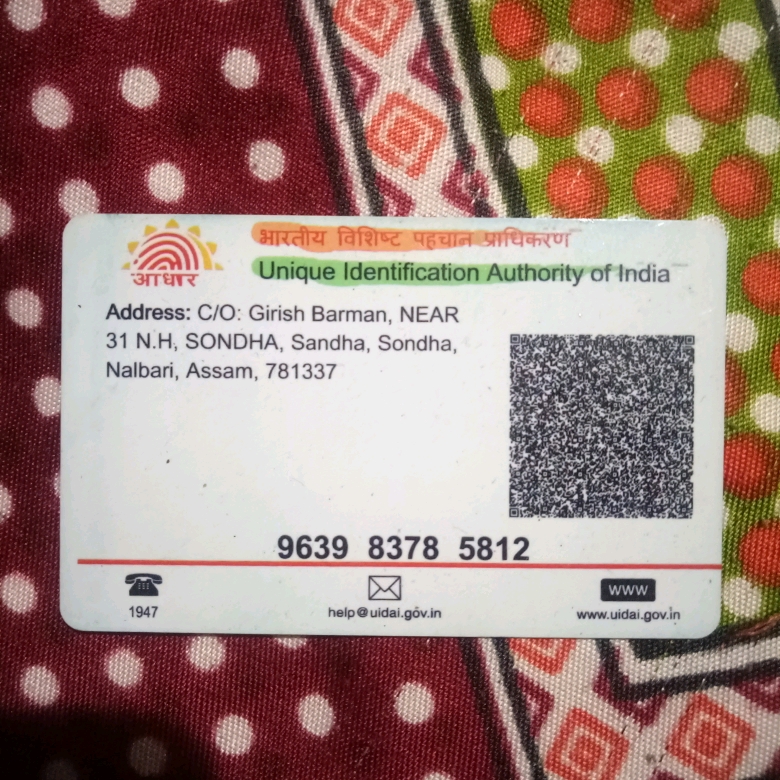 भारतीय विशिष्ट पहचान प्राधिकरण
आधार
Unique Identification Authority of India
Address: C/O: Girish Barman, NEAR
31 N.H, SONDHA, Sandha, Sondha,
Nalbari, Assam, 781337
9639 8378 5812
1947
help@uidai.gov.in
WWW
www.uidai.gov.in